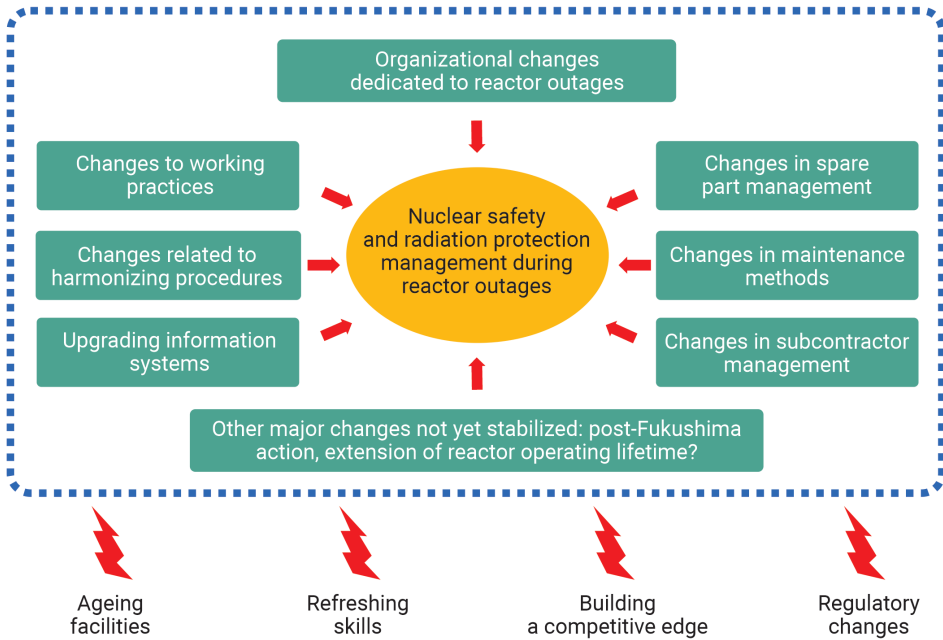 Organizational changes
dedicated to reactor outages
Changes to working
practices
Changes in spare
part management
Nuclear safety
and radiation protection
management during
reactor outages
Changes related to
harmonizing procedures
Changes in maintenance
methods
Upgrading information
systems
Changes in subcontractor
management
Other major changes not yet stabilized: post-Fukushima
action, extension of reactor operating lifetime?
Ageing
facilities
Refreshing
skills
Building
a competitive edge
Regulatory
changes